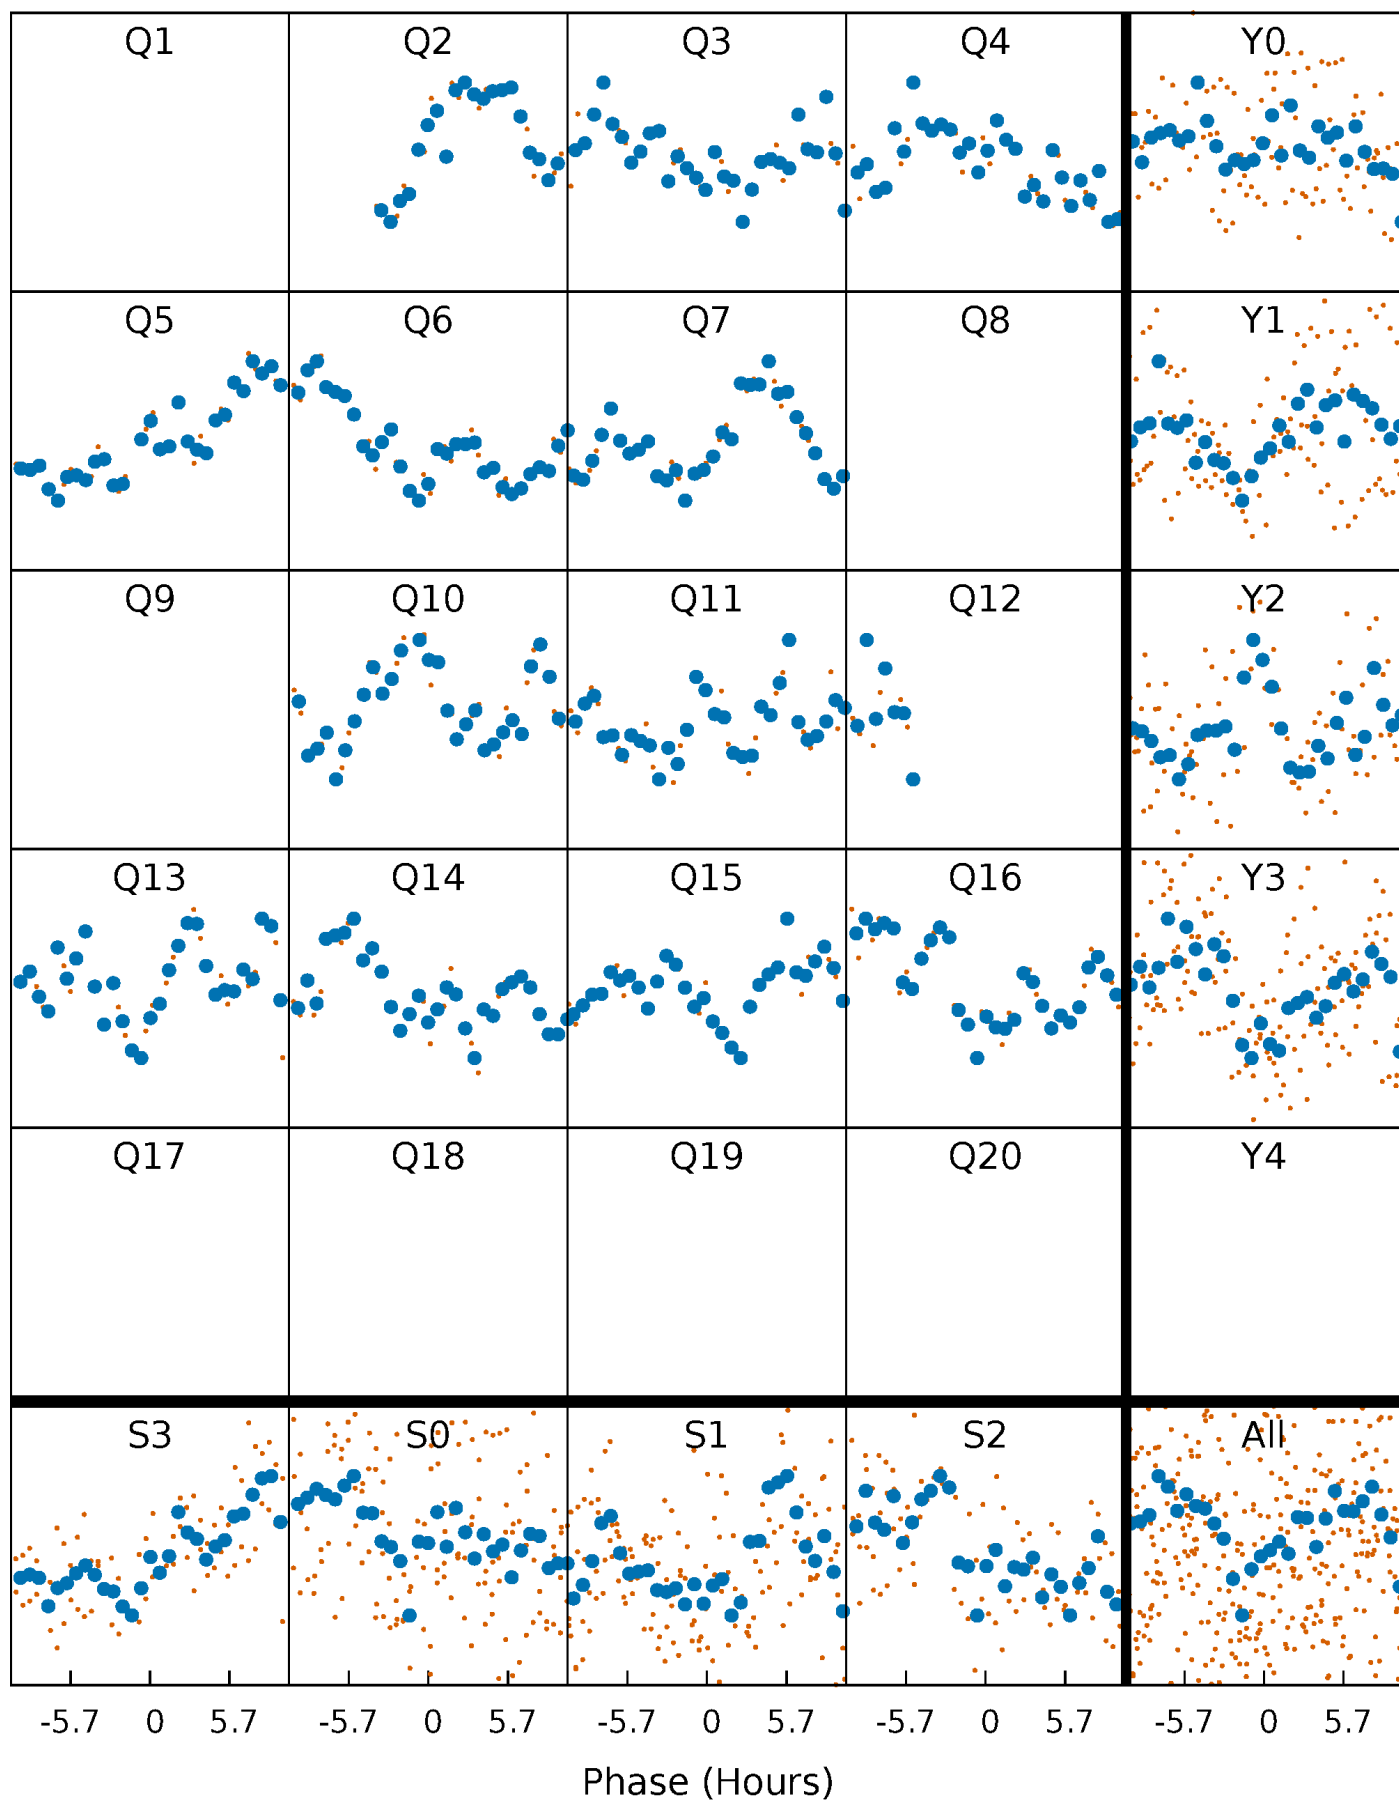 Q1 Q2 Q3 Q4 Y0
Q5 Q6 Q7 Q8 Y1
Q9 Q10 Q11 Q12 Y2
Q13 Q14 Q15 Q16 Y3
Q17 Q18 Q19 Q20 Y4
S3 S0 S1 S2 All
-5.7 0 5.7 -5.7 0 5.7 -5.7 0 5.7 -5.7 0 5.7 -5.7 0 5.7
Phase (Hours)